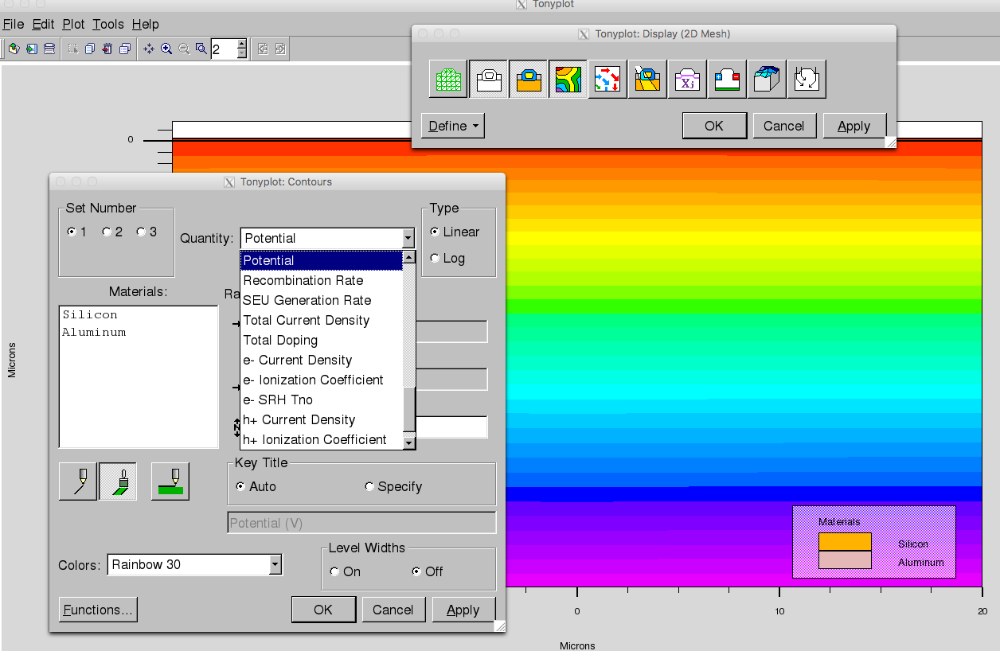 Tonyplot
File Edit Plot Tools Help
2
Tonyplot: Display (2D Mesh)
Xj
Define
OK
Cancel
Apply
0
Tonyplot: Contours
Set Number
1
2
3
Quantity:
Potential
Type
Linear
Log
Potential
Recombination Rate
SEU Generation Rate
Total Current Density
Total Doping
e- Current Density
e- Ionization Coefficient
e- SRH Tno
h+ Current Density
h+ Ionization Coefficient
Materials:
Ra
Silicon
Aluminum
N
Key Title
Auto
Specify
Potential (V)
Level Widths
On
Off
Colors:
Rainbow 30
Functions...
OK
Cancel
Apply
Microns
Materials
Silicon
Aluminum
0
10
20
Microns